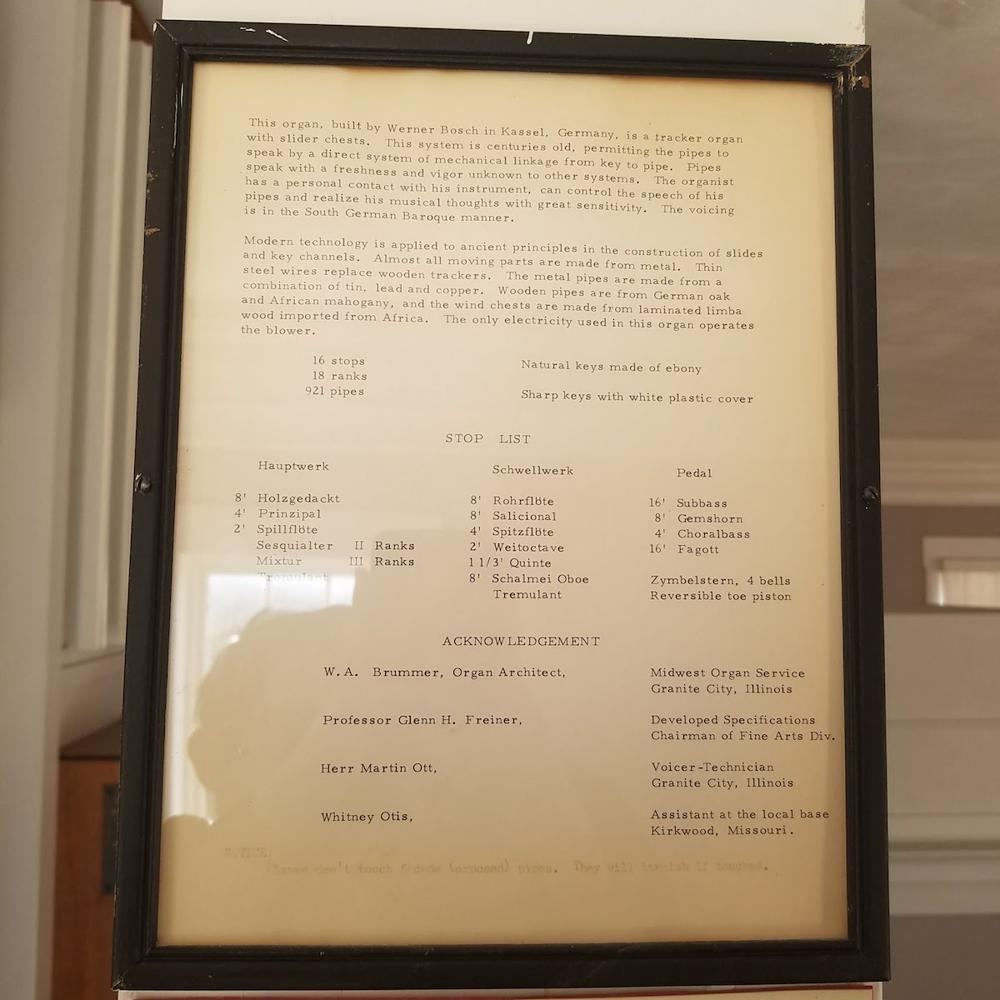 This organ, built by Werner Bosch in Kassel, Germany, is a tracker organ
with slider chests. This system is centuries old, permitting the pipes to
speak by a direct system of mechanical linkage from key to pipe. Pipes
speak with a freshness and vigor unknown to other systems. The organist
has a personal contact with his instrument, can control the speech of his
pipes and realize his musical thoughts with great sensitivity. The voicing
is in the South German Baroque manner.
Modern technology is applied to ancient principles in the construction of slides
and key channels. Almost all moving parts are made from metal. Thin
steel wires replace wooden trackers. The metal pipes are made from a
combination of tin, lead and copper. Wooden pipes are from German oak
and African mahogany, and the wind chests are made from laminated limba
wood imported from Africa. The only electricity used in this organ operates
the blower.
16 stops
18 ranks
921 pipes
Natural keys made of ebony
Sharp keys with white plastic cover
STOP LIST
Hauptwerk
8' Holzgedackt
4' Prinzipal
2' Spillflöte
Sesquialter II Ranks
Mixtur III Ranks
Tremulant
Schwellwerk
8' Rohrflöte
8' Salicional
4' Spitzflöte
2' Weitoctave
1 1/3' Quinte
8' Schalmei Oboe
Tremulant
Pedal
16' Subbass
8' Gemshorn
4' Choralbass
16' Fagott
Zymbelstern, 4 bells
Reversible toe piston
ACKNOWLEDGEMENT
W.A. Brummer, Organ Architect,
Midwest Organ Service
Granite City, Illinois
Professor Glenn H. Freiner,
Developed Specifications
Chairman of Fine Arts Div.
Herr Martin Ott,
Voicer-Technician
Granite City, Illinois
Whitney Otis,
Assistant at the local base
Kirkwood, Missouri.
NOTICE:
Please don't touch facade (exposed) pipes. They will tarnish if touched.